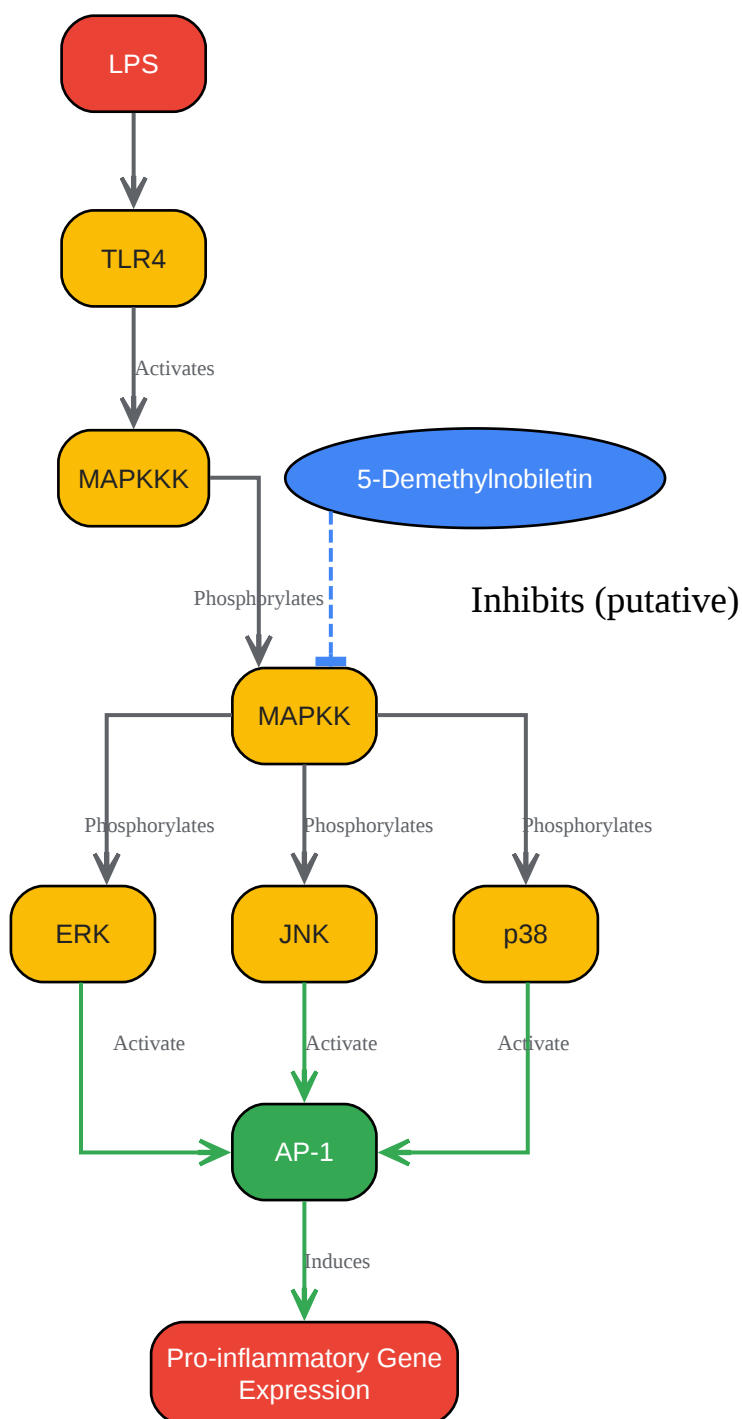 LPS
TLR4
Activates
MAPKKK
5-Demethylnobiletin
Phosphorylates
Inhibits (putative)
MAPKK
Phosphorylates
Phosphorylates
Phosphorylates
ERK
JNK
p38
Activate
Activate
Activate
AP-1
Induces
Pro-inflammatory Gene
Expression